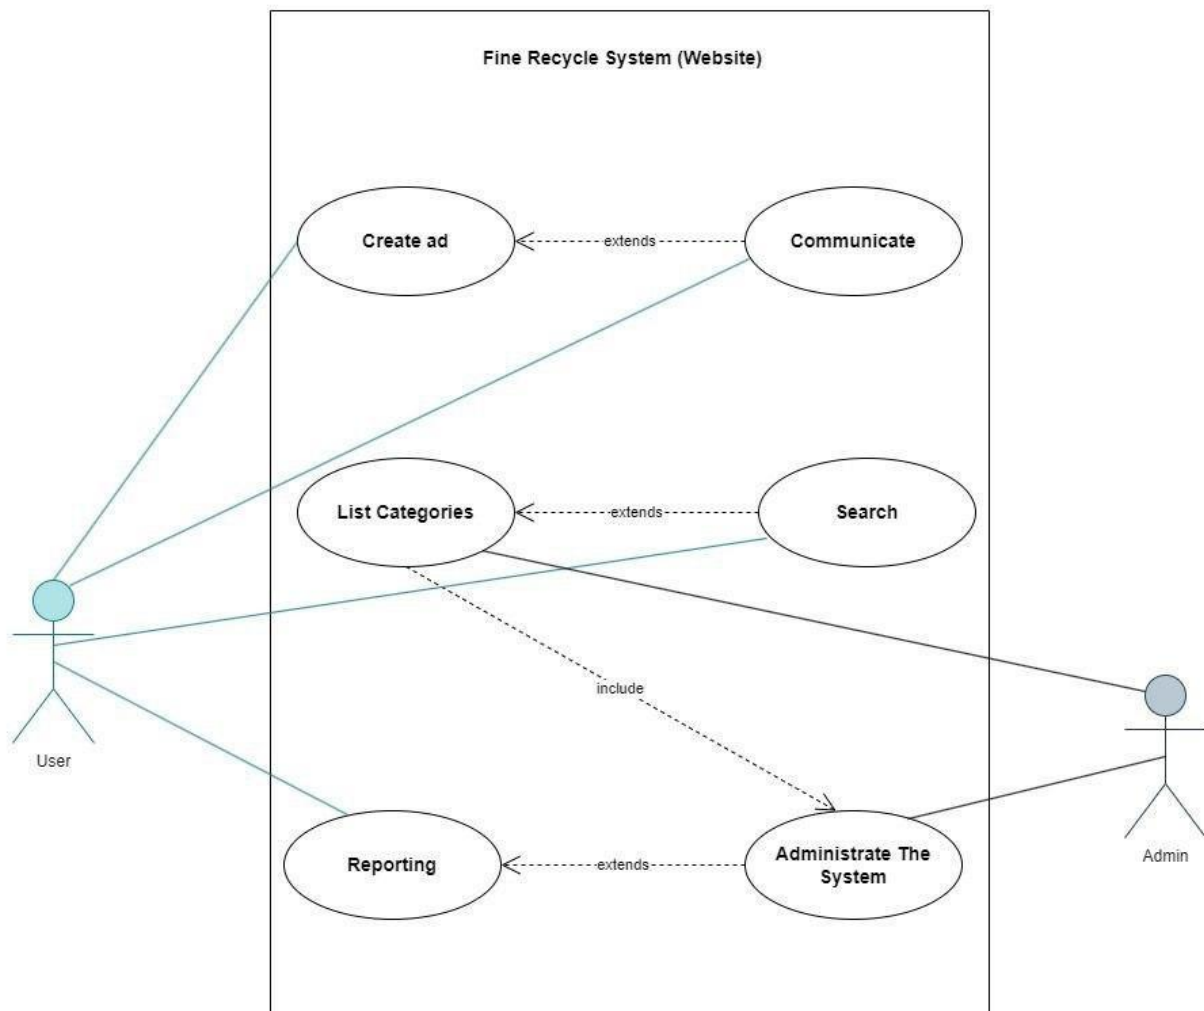 Fine Recycle System (Website)
Create ad
extends
Communicate
List Categories
extends
Search
include
User
Reporting
extends
Administrate The
System
Admin